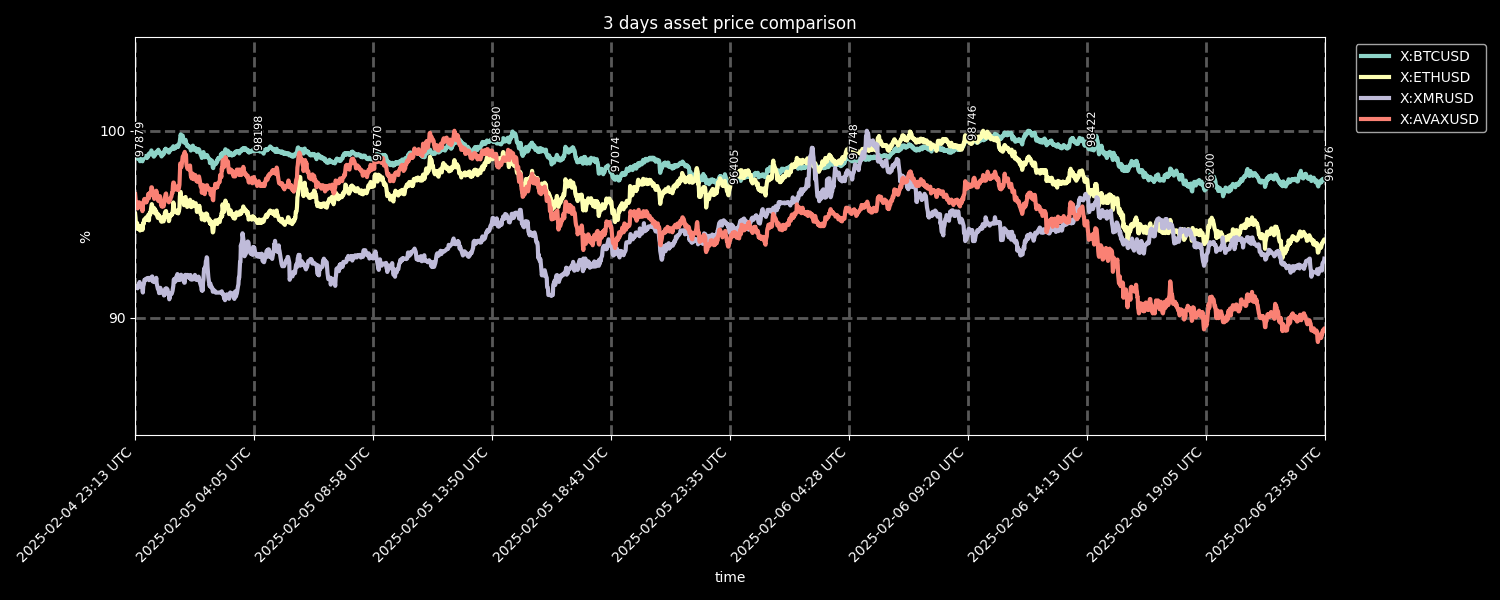 3 days asset price comparison
X:BTCUSD
X:ETHUSD
X:XMRUSD
X:AVAXUSD
100
90
%
97879
98198
97670
98690
97074
96405
97748
98746
98422
96200
96576
2025-02-04 23:13 UTC
2025-02-05 04:05 UTC
2025-02-05 08:58 UTC
2025-02-05 13:50 UTC
2025-02-05 18:43 UTC
2025-02-05 23:35 UTC
2025-02-06 04:28 UTC
2025-02-06 09:20 UTC
2025-02-06 14:13 UTC
2025-02-06 19:05 UTC
2025-02-06 23:58 UTC
time